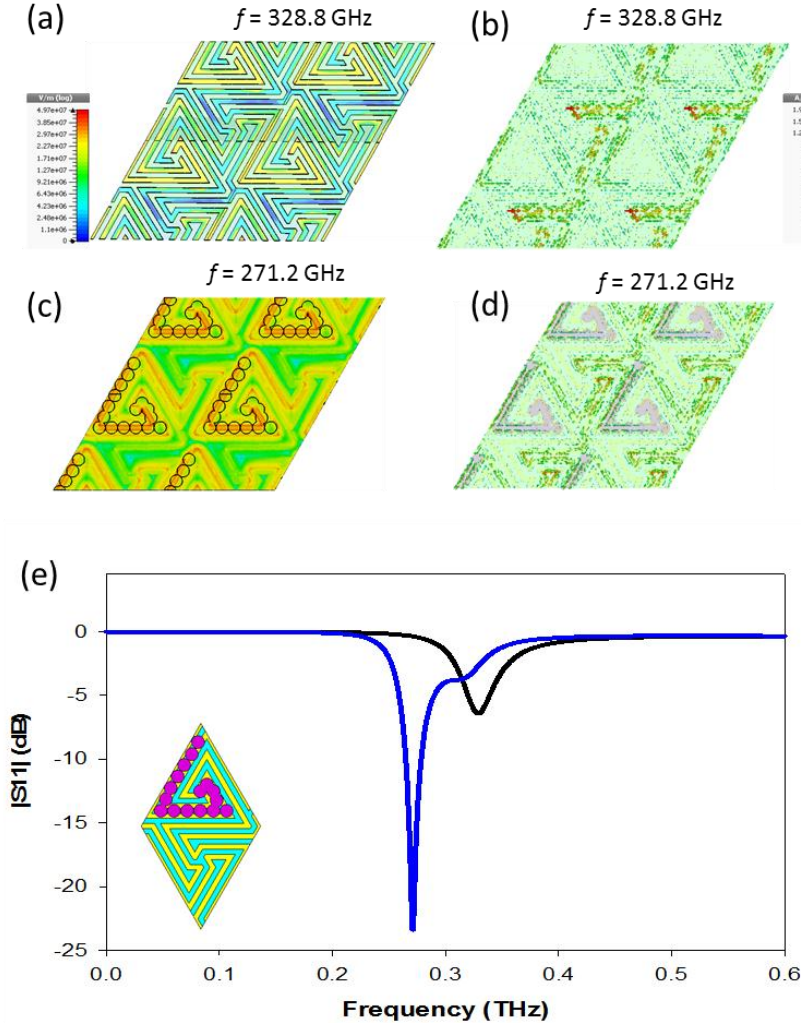 (a)
f = 328.8 GHz
(b)
f = 328.8 GHz
V/m (log)
4.97e+07
3.85e+07
2.97e+07
2.27e+07
1.71e+07
1.27e+07
9.21e+06
6.43e+06
4.23e+06
2.48e+06
1.1e+06
0
(c)
f = 271.2 GHz
(d)
f = 271.2 GHz
(e)
|S11| (dB)
0
-5
-10
-15
-20
-25
0.0 0.1 0.2 0.3 0.4 0.5 0.6
Frequency (THz)